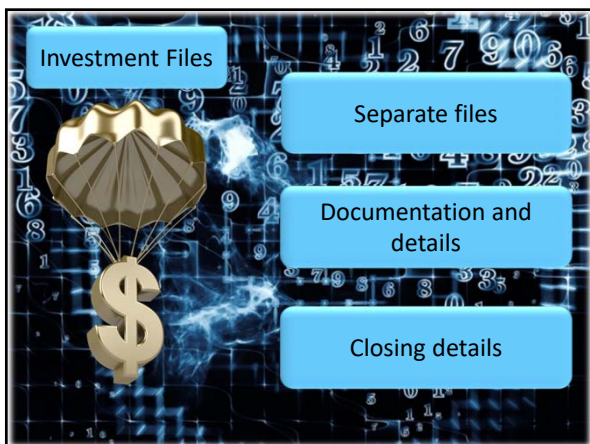 Investment Files
Separate files
Documentation and
details
Closing details